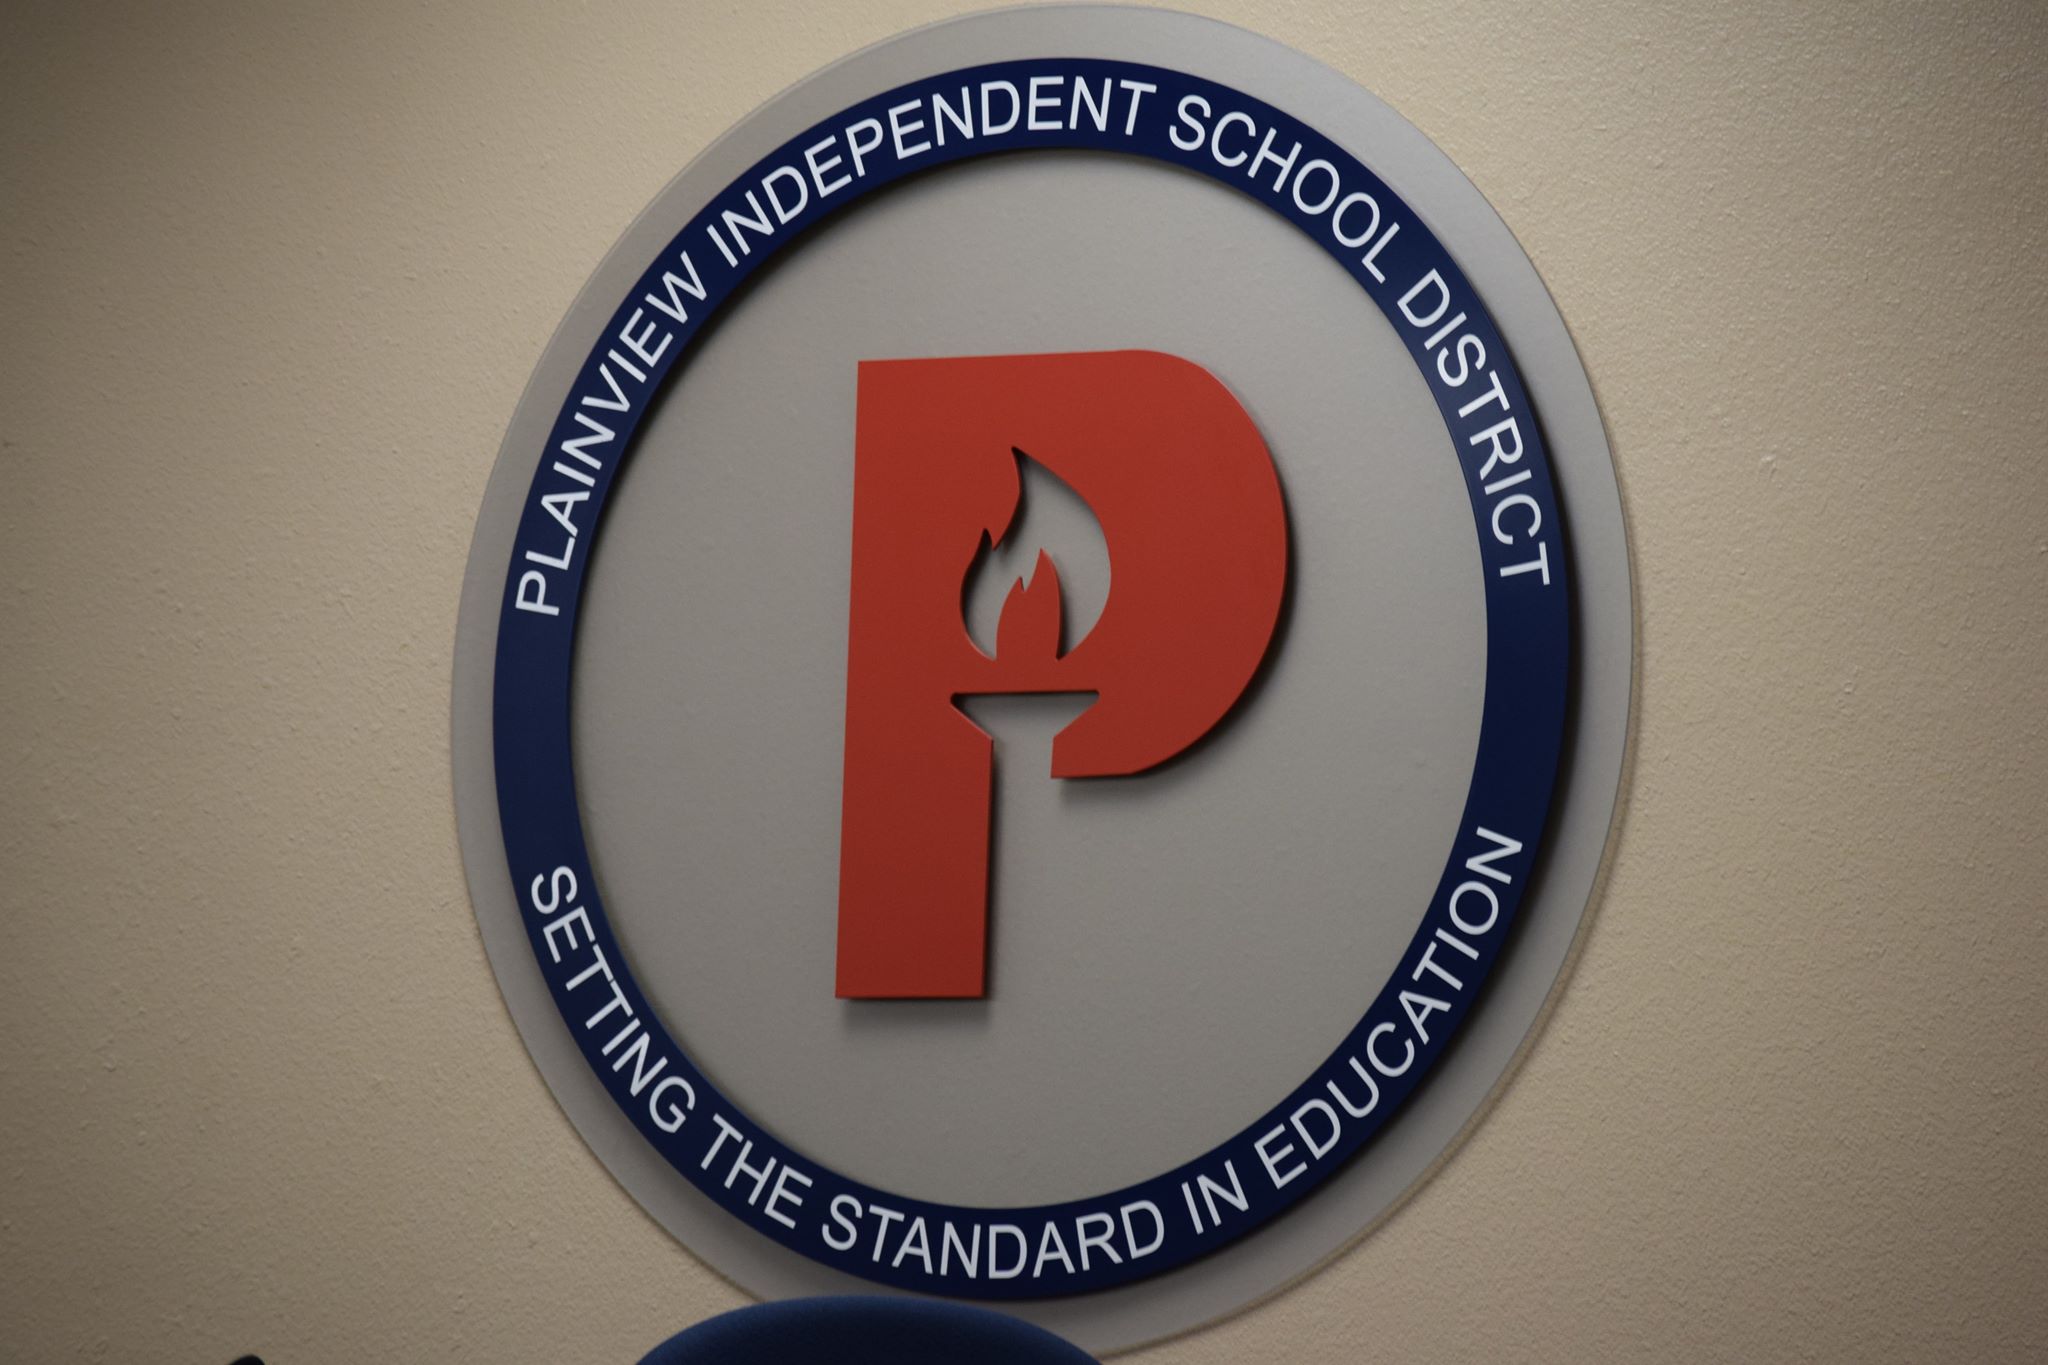 PLAINVIEW INDEPENDENT SCHOOL DISTRICT
P
SETTING THE STANDARD IN EDUCATION